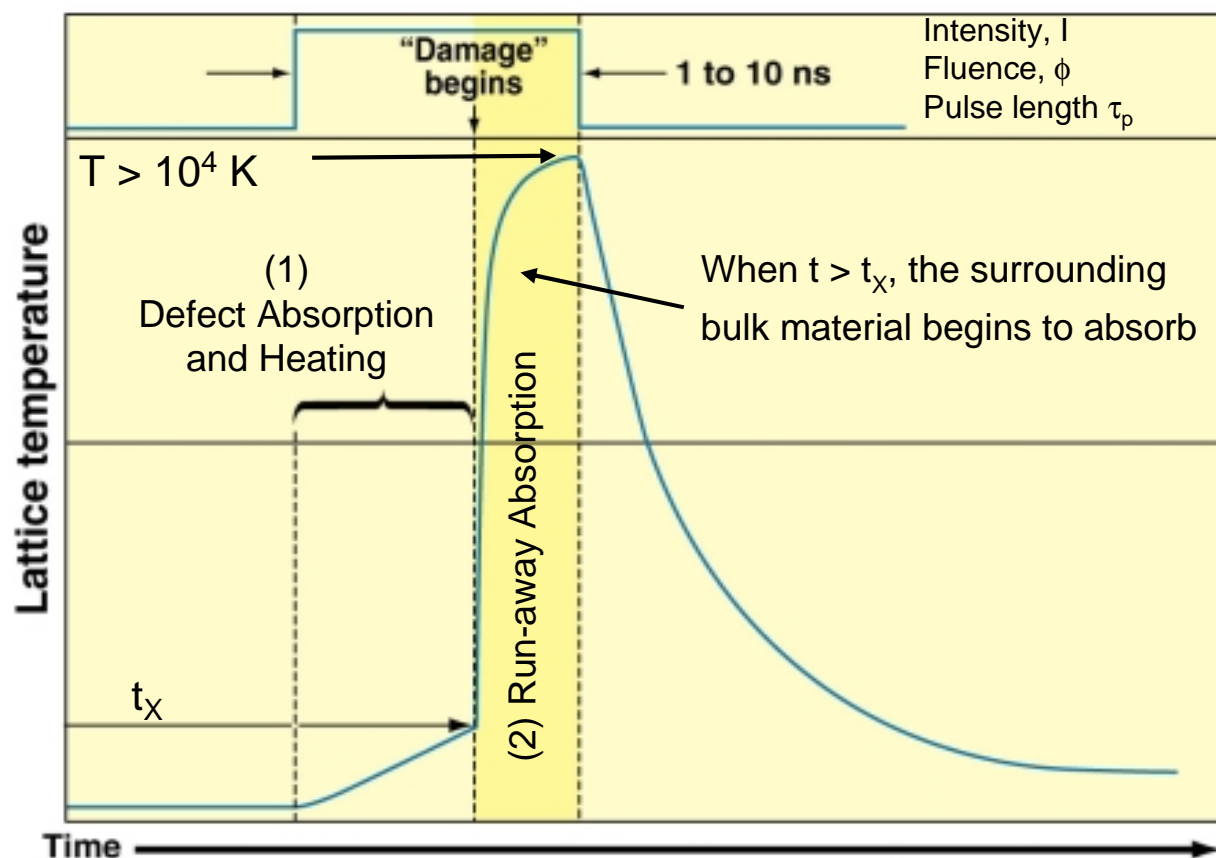 Intensity, I
Fluence, ϕ
Pulse length τp
“Damage”
begins
1 to 10 ns
T > 10⁴ K
(1)
Defect Absorption
and Heating
When t > tX, the surrounding
bulk material begins to absorb
(2) Run-away Absorption
tX
Lattice temperature
Time